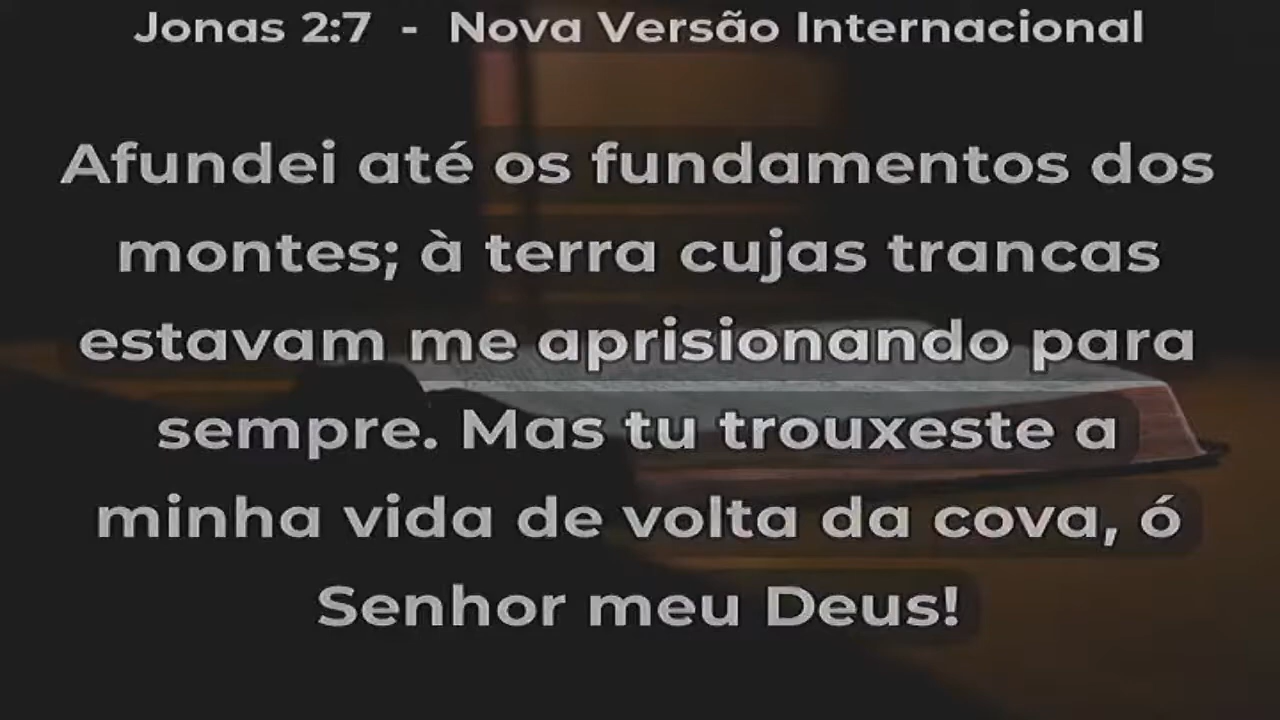 Jonas 2:7 - Nova Versão Internacional
Afundei até os fundamentos dos
montes; à terra cujas trancas
estavam me aprisionando para
sempre. Mas tu trouxeste a
minha vida de volta da cova, ó
Senhor meu Deus!